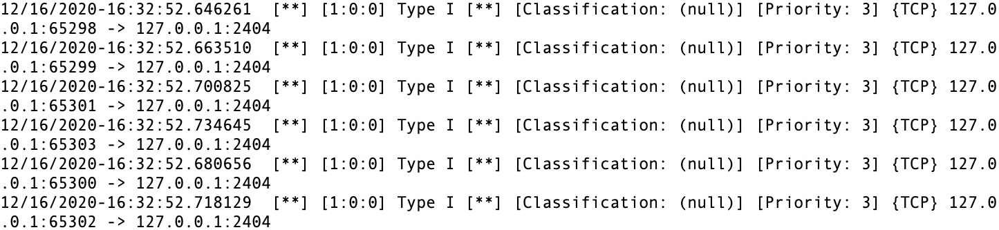 12/16/2020-16:32:52.646261  [**] [1:0:0] Type I [**] [Classification: (null)] [Priority: 3] {TCP} 127.0
.0.1:65298 -> 127.0.0.1:2404
12/16/2020-16:32:52.663510  [**] [1:0:0] Type I [**] [Classification: (null)] [Priority: 3] {TCP} 127.0
.0.1:65299 -> 127.0.0.1:2404
12/16/2020-16:32:52.700825  [**] [1:0:0] Type I [**] [Classification: (null)] [Priority: 3] {TCP} 127.0
.0.1:65301 -> 127.0.0.1:2404
12/16/2020-16:32:52.734645  [**] [1:0:0] Type I [**] [Classification: (null)] [Priority: 3] {TCP} 127.0
.0.1:65303 -> 127.0.0.1:2404
12/16/2020-16:32:52.680656  [**] [1:0:0] Type I [**] [Classification: (null)] [Priority: 3] {TCP} 127.0
.0.1:65300 -> 127.0.0.1:2404
12/16/2020-16:32:52.718129  [**] [1:0:0] Type I [**] [Classification: (null)] [Priority: 3] {TCP} 127.0
.0.1:65302 -> 127.0.0.1:2404